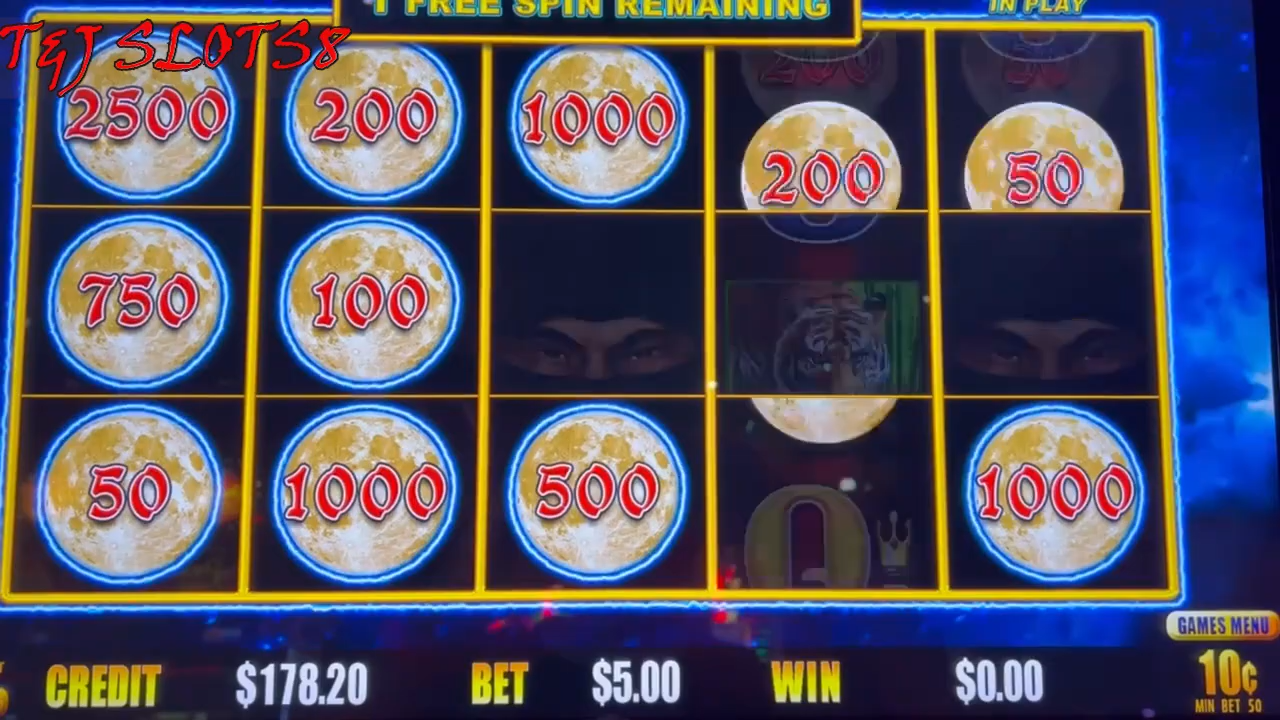 1 FREE SPIN REMAINING
IN PLAY
T&J SLOTS8
2500 200 1000 200 50
750 100
50 1000 500 1000
GAMES MENU
CREDIT $178.20 BET $5.00 WIN $0.00 10¢
MIN BET 50